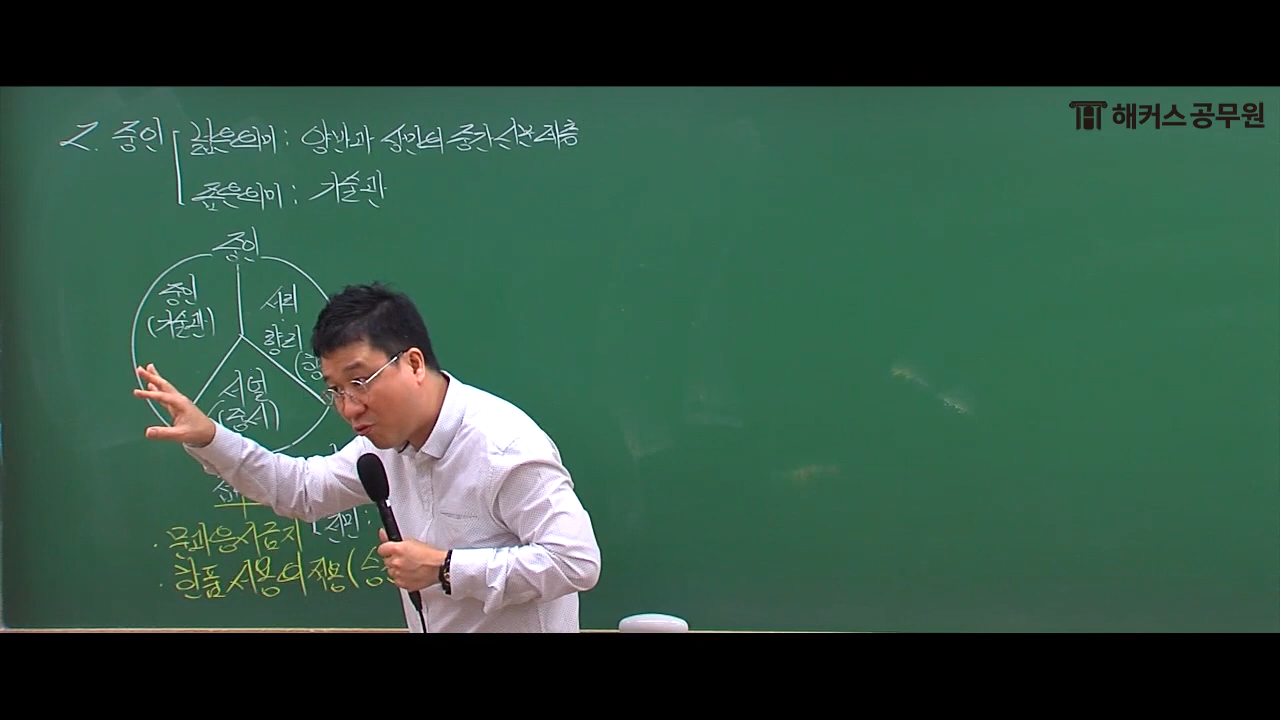 해커스공무원
2. 중인
넓은의미: 양반과 상민의 중간신분계층
좁은의미: 기술관
중인
중인
(기술관)
서리
향리
서얼
(중서)
천민:
· 문과응시금지
· 한품서용의 적용(